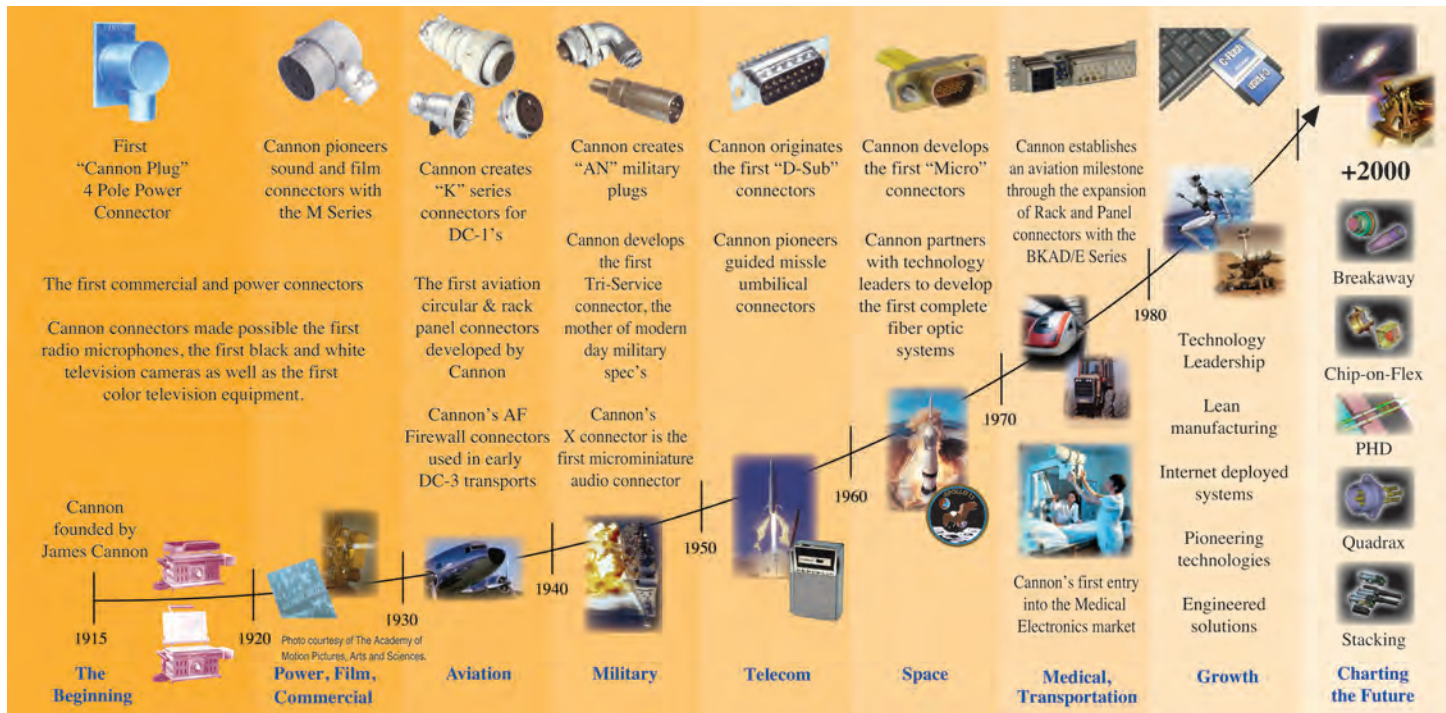 First
"Cannon Plug"
4 Pole Power
Connector
Cannon pioneers
sound and film
connectors with
the M Series
The first commercial and power connectors
Cannon connectors made possible the first
radio microphones, the first black and white
television cameras as well as the first
color television equipment.
Cannon
founded by
James Cannon
Cannon creates
"K" series
connectors for
DC-1's
The first aviation
circular & rack
panel connectors
developed by
Cannon
Cannon's AF
Firewall connectors
used in early
DC-3 transports
Cannon creates
"AN" military
plugs
Cannon develops
the first
Tri-Service
connector, the
mother of modern
day military
spec's
Cannon's
X connector is the
first microminiature
audio connector
Cannon originates
the first "D-Sub"
connectors
Cannon pioneers
guided missle
umbilical
connectors
Cannon develops
the first "Micro"
connectors
Cannon partners
with technology
leaders to develop
the first complete
fiber optic
systems
APOLLO 11
Cannon establishes
an aviation milestone
through the expansion
of Rack and Panel
connectors with the
BKAD/E Series
Cannon's first entry
into the Medical
Electronics market
C-Flash
C-Flash
Technology
Leadership
Lean
manufacturing
Internet deployed
systems
Pioneering
technologies
Engineered
solutions
+2000
Breakaway
Chip-on-Flex
PHD
Quadrax
Stacking
1915
1920
1930
1940
1950
1960
1970
1980
Photo courtesy of The Academy of
Motion Pictures, Arts and Sciences.
The
Beginning
Power, Film,
Commercial
Aviation
Military
Telecom
Space
Medical,
Transportation
Growth
Charting
the Future